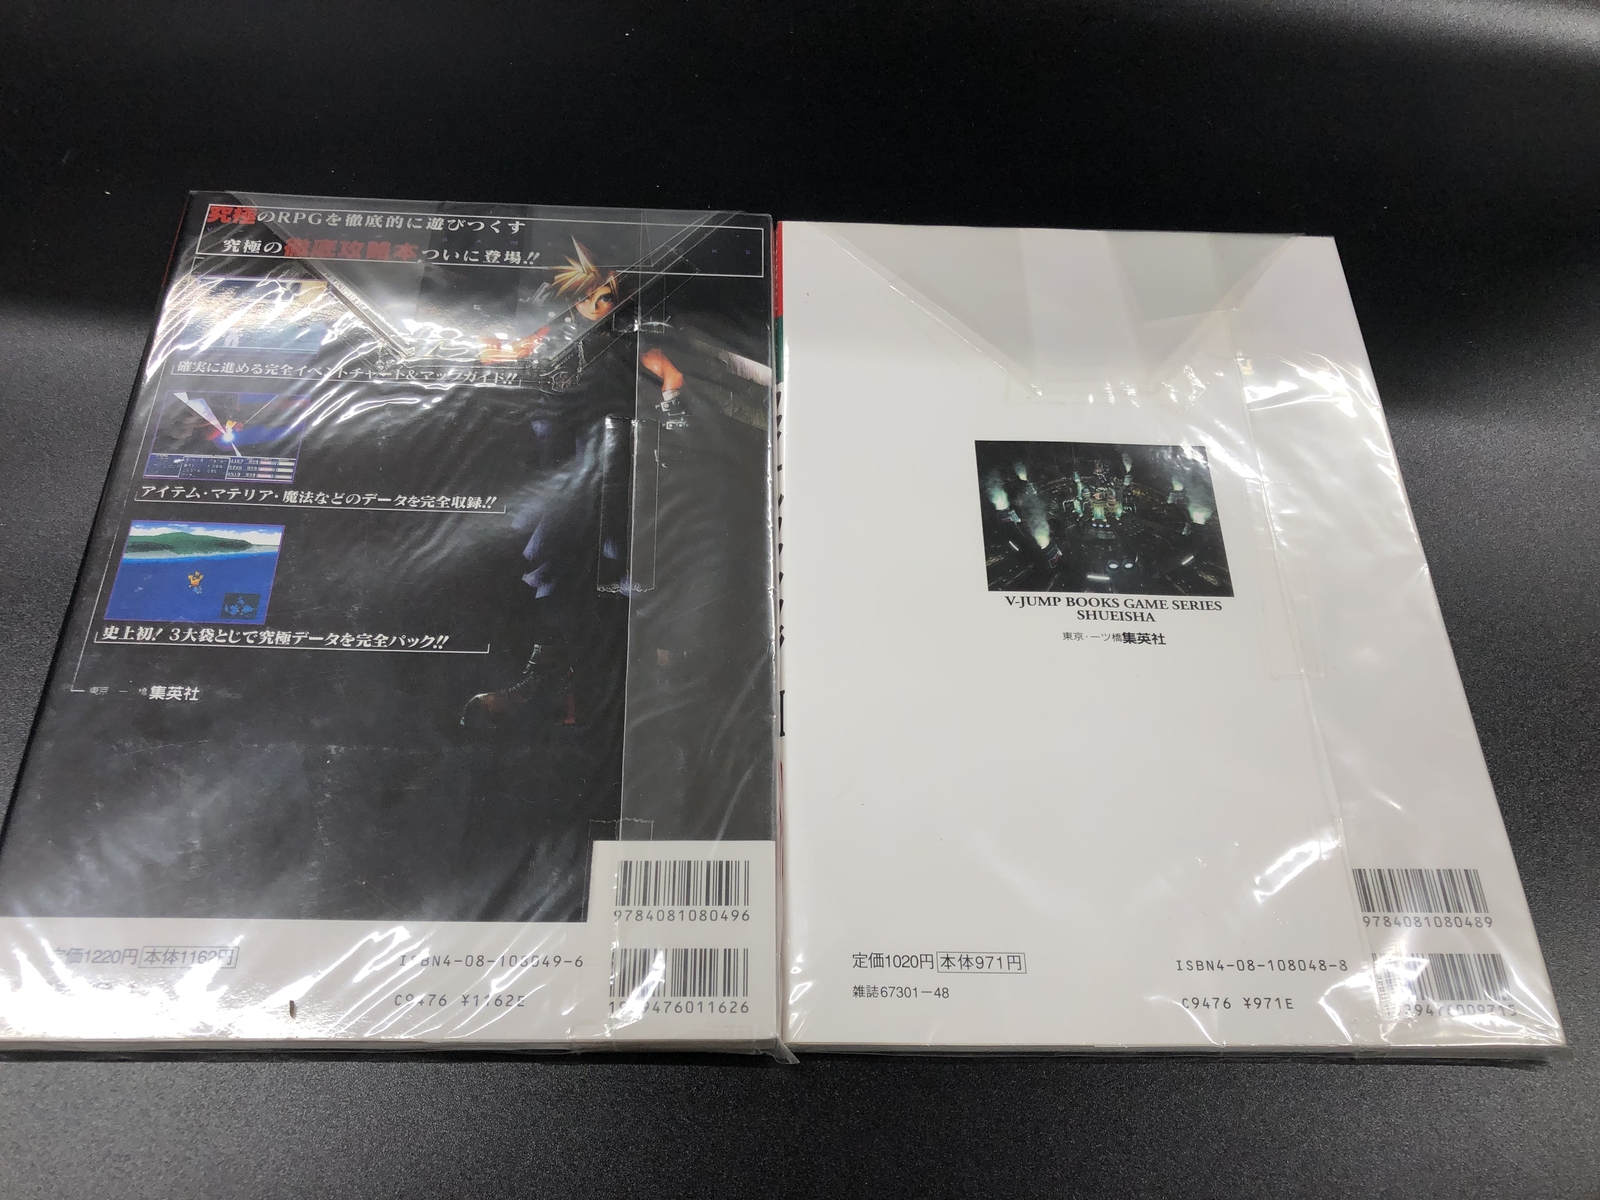 究極のRPGを徹底的に遊びつくす
究極の徹底攻略本ついに登場!!
確実に進める完全イベントチャート&マップガイド!!
アイテム・マテリア・魔法などのデータを完全収録!!
史上初! 3大袋とじで究極データを完全パック!!
集英社
9784081080496
定価1220円 本体1162円
ISBN4-08-108049-6
C9476 ¥1162E
V-JUMP BOOKS GAME SERIES
SHUEISHA
東京・一ツ橋集英社
9784081080489
定価1020円 本体971円
雑誌67301-48
ISBN4-08-108048-8
C9476 ¥971E